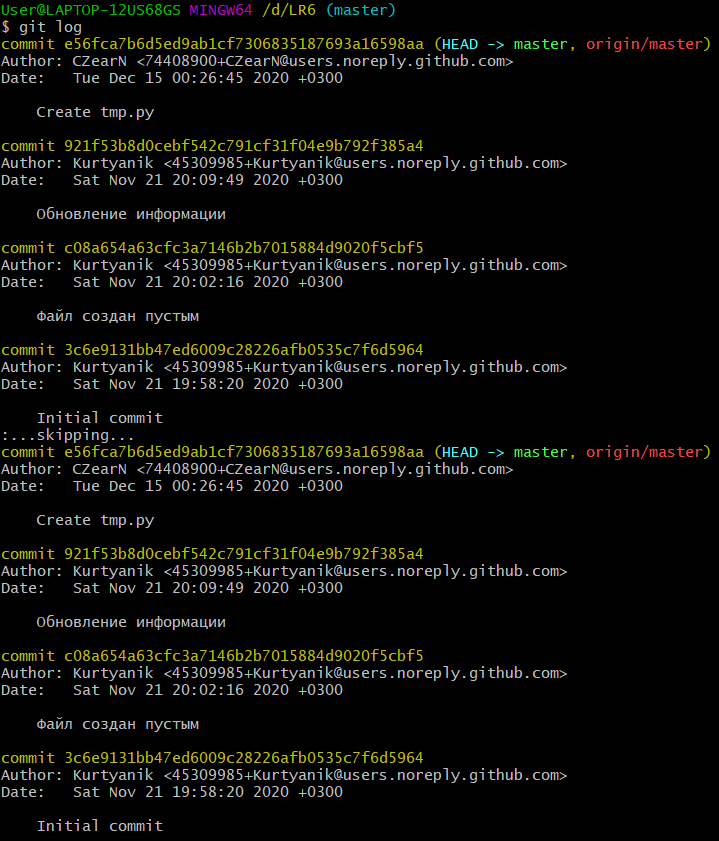 User@LAPTOP-12US68GS MINGW64 /d/LR6 (master)
$ git log
commit e56fca7b6d5ed9ab1cf7306835187693a16598aa (HEAD -> master, origin/master)
Author: CZearN <74408900+CZearN@users.noreply.github.com>
Date:   Tue Dec 15 00:26:45 2020 +0300
    Create tmp.py
commit 921f53b8d0cebf542c791cf31f04e9b792f385a4
Author: Kurtyanik <45309985+Kurtyanik@users.noreply.github.com>
Date:   Sat Nov 21 20:09:49 2020 +0300
    Обновление информации
commit c08a654a63cfc3a7146b2b7015884d9020f5cbf5
Author: Kurtyanik <45309985+Kurtyanik@users.noreply.github.com>
Date:   Sat Nov 21 20:02:16 2020 +0300
    Файл создан пустым
commit 3c6e9131bb47ed6009c28226afb0535c7f6d5964
Author: Kurtyanik <45309985+Kurtyanik@users.noreply.github.com>
Date:   Sat Nov 21 19:58:20 2020 +0300
    Initial commit
:...skipping...
commit e56fca7b6d5ed9ab1cf7306835187693a16598aa (HEAD -> master, origin/master)
Author: CZearN <74408900+CZearN@users.noreply.github.com>
Date:   Tue Dec 15 00:26:45 2020 +0300
    Create tmp.py
commit 921f53b8d0cebf542c791cf31f04e9b792f385a4
Author: Kurtyanik <45309985+Kurtyanik@users.noreply.github.com>
Date:   Sat Nov 21 20:09:49 2020 +0300
    Обновление информации
commit c08a654a63cfc3a7146b2b7015884d9020f5cbf5
Author: Kurtyanik <45309985+Kurtyanik@users.noreply.github.com>
Date:   Sat Nov 21 20:02:16 2020 +0300
    Файл создан пустым
commit 3c6e9131bb47ed6009c28226afb0535c7f6d5964
Author: Kurtyanik <45309985+Kurtyanik@users.noreply.github.com>
Date:   Sat Nov 21 19:58:20 2020 +0300
    Initial commit